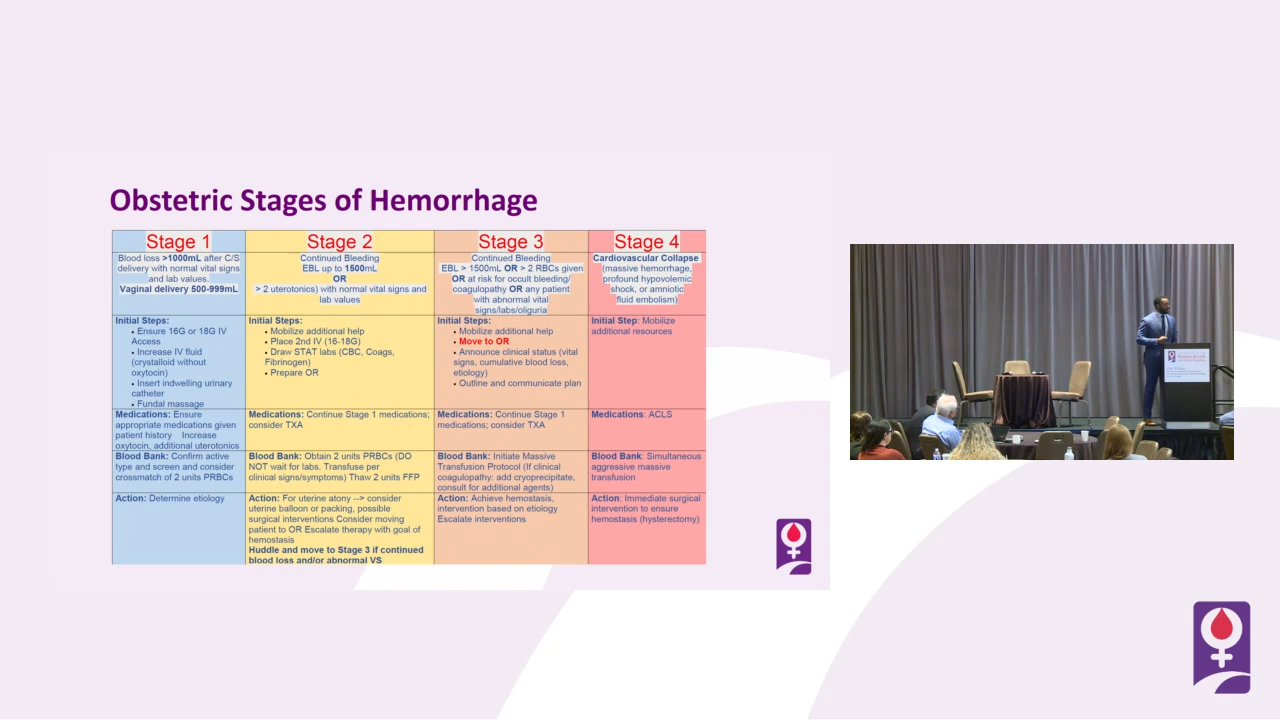 Obstetric Stages of Hemorrhage
Stage 1
Blood loss >1000mL after C/S
delivery with normal vital signs
and lab values.
Vaginal delivery 500-999mL
Initial Steps:
• Ensure 16G or 18G IV
Access
• Increase IV fluid
(crystalloid without
oxytocin)
• Insert indwelling urinary
catheter
• Fundal massage
Medications: Ensure
appropriate medications given
patient history Increase
oxytocin, additional uterotonics
Blood Bank: Confirm active
type and screen and consider
crossmatch of 2 units PRBCs
Action: Determine etiology
Stage 2
Continued Bleeding
EBL up to 1500mL
OR
> 2 uterotonics) with normal vital signs and
lab values
Initial Steps:
• Mobilize additional help
• Place 2nd IV (16-18G)
• Draw STAT labs (CBC, Coags,
Fibrinogen)
• Prepare OR
Medications: Continue Stage 1 medications;
consider TXA
Blood Bank: Obtain 2 units PRBCs (DO
NOT wait for labs. Transfuse per
clinical signs/symptoms) Thaw 2 units FFP
Action: For uterine atony --> consider
uterine balloon or packing, possible
surgical interventions Consider moving
patient to OR Escalate therapy with goal of
hemostasis
Huddle and move to Stage 3 if continued
blood loss and/or abnormal VS
Stage 3
Continued Bleeding
EBL > 1500mL OR > 2 RBCs given
OR at risk for occult bleeding/
coagulopathy OR any patient
with abnormal vital
signs/labs/oliguria
Initial Steps:
• Mobilize additional help
• Move to OR
• Announce clinical status (vital
signs, cumulative blood loss,
etiology)
• Outline and communicate plan
Medications: Continue Stage 1
medications; consider TXA
Blood Bank: Initiate Massive
Transfusion Protocol (If clinical
coagulopathy: add cryoprecipitate,
consult for additional agents)
Action: Achieve hemostasis,
intervention based on etiology
Escalate interventions
Stage 4
Cardiovascular Collapse
(massive hemorrhage,
profound hypovolemic
shock, or amniotic
fluid embolism)
Initial Step: Mobilize
additional resources
Medications: ACLS
Blood Bank: Simultaneous
aggressive massive
transfusion
Action: Immediate surgical
intervention to ensure
hemostasis (hysterectomy)